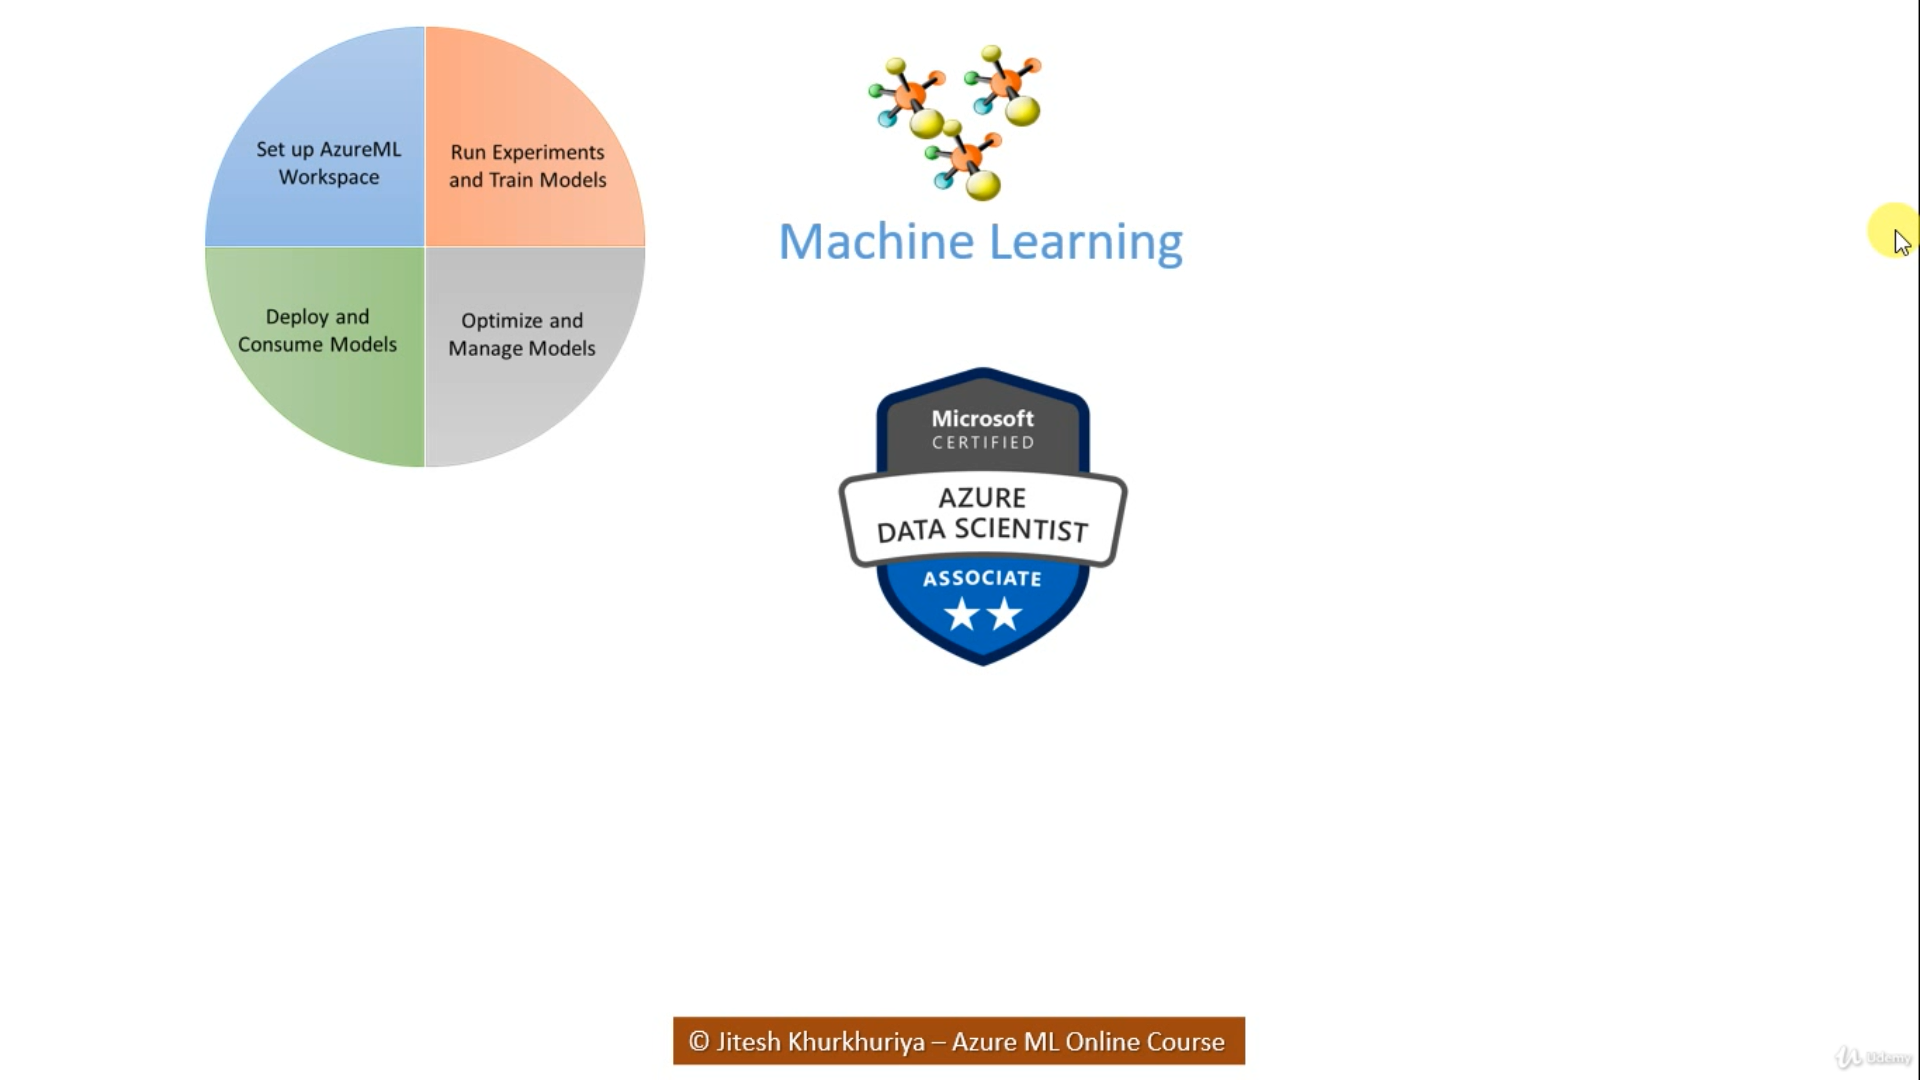 Set up AzureML
Workspace
Run Experiments
and Train Models
Deploy and
Consume Models
Optimize and
Manage Models
Machine Learning
Microsoft
CERTIFIED
AZURE
DATA SCIENTIST
ASSOCIATE
© Jitesh Khurkhuriya – Azure ML Online Course
Udemy